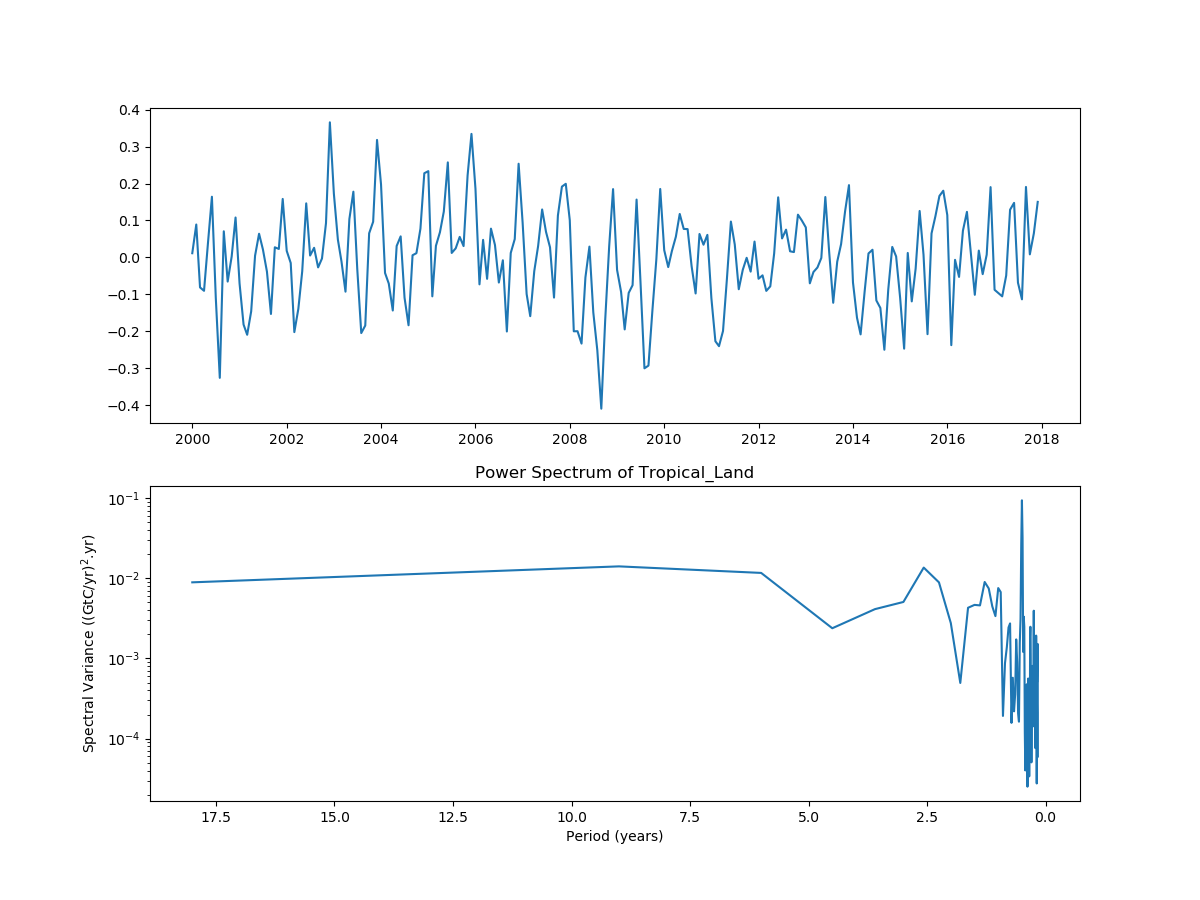 0.4
0.3
0.2
0.1
0.0
−0.1
−0.2
−0.3
−0.4
2000 2002 2004 2006 2008 2010 2012 2014 2016 2018
Power Spectrum of Tropical_Land
10⁻¹
10⁻²
10⁻³
10⁻⁴
Spectral Variance ((GtC/yr)².yr)
17.5 15.0 12.5 10.0 7.5 5.0 2.5 0.0
Period (years)